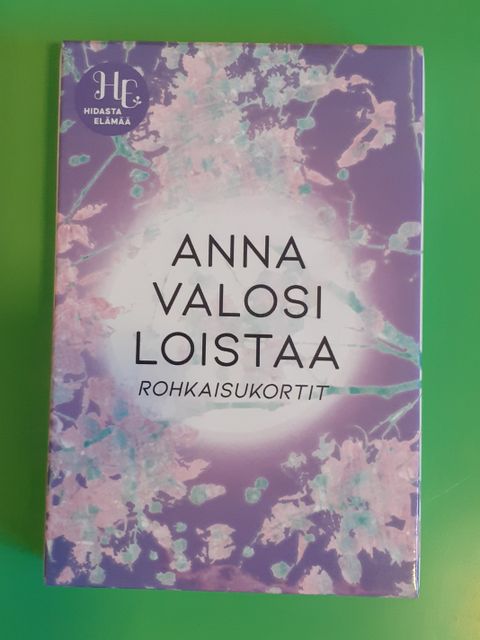 HE
HIDASTA
ELÄMÄÄ
ANNA
VALOSI
LOISTAA
ROHKAISUKORTIT